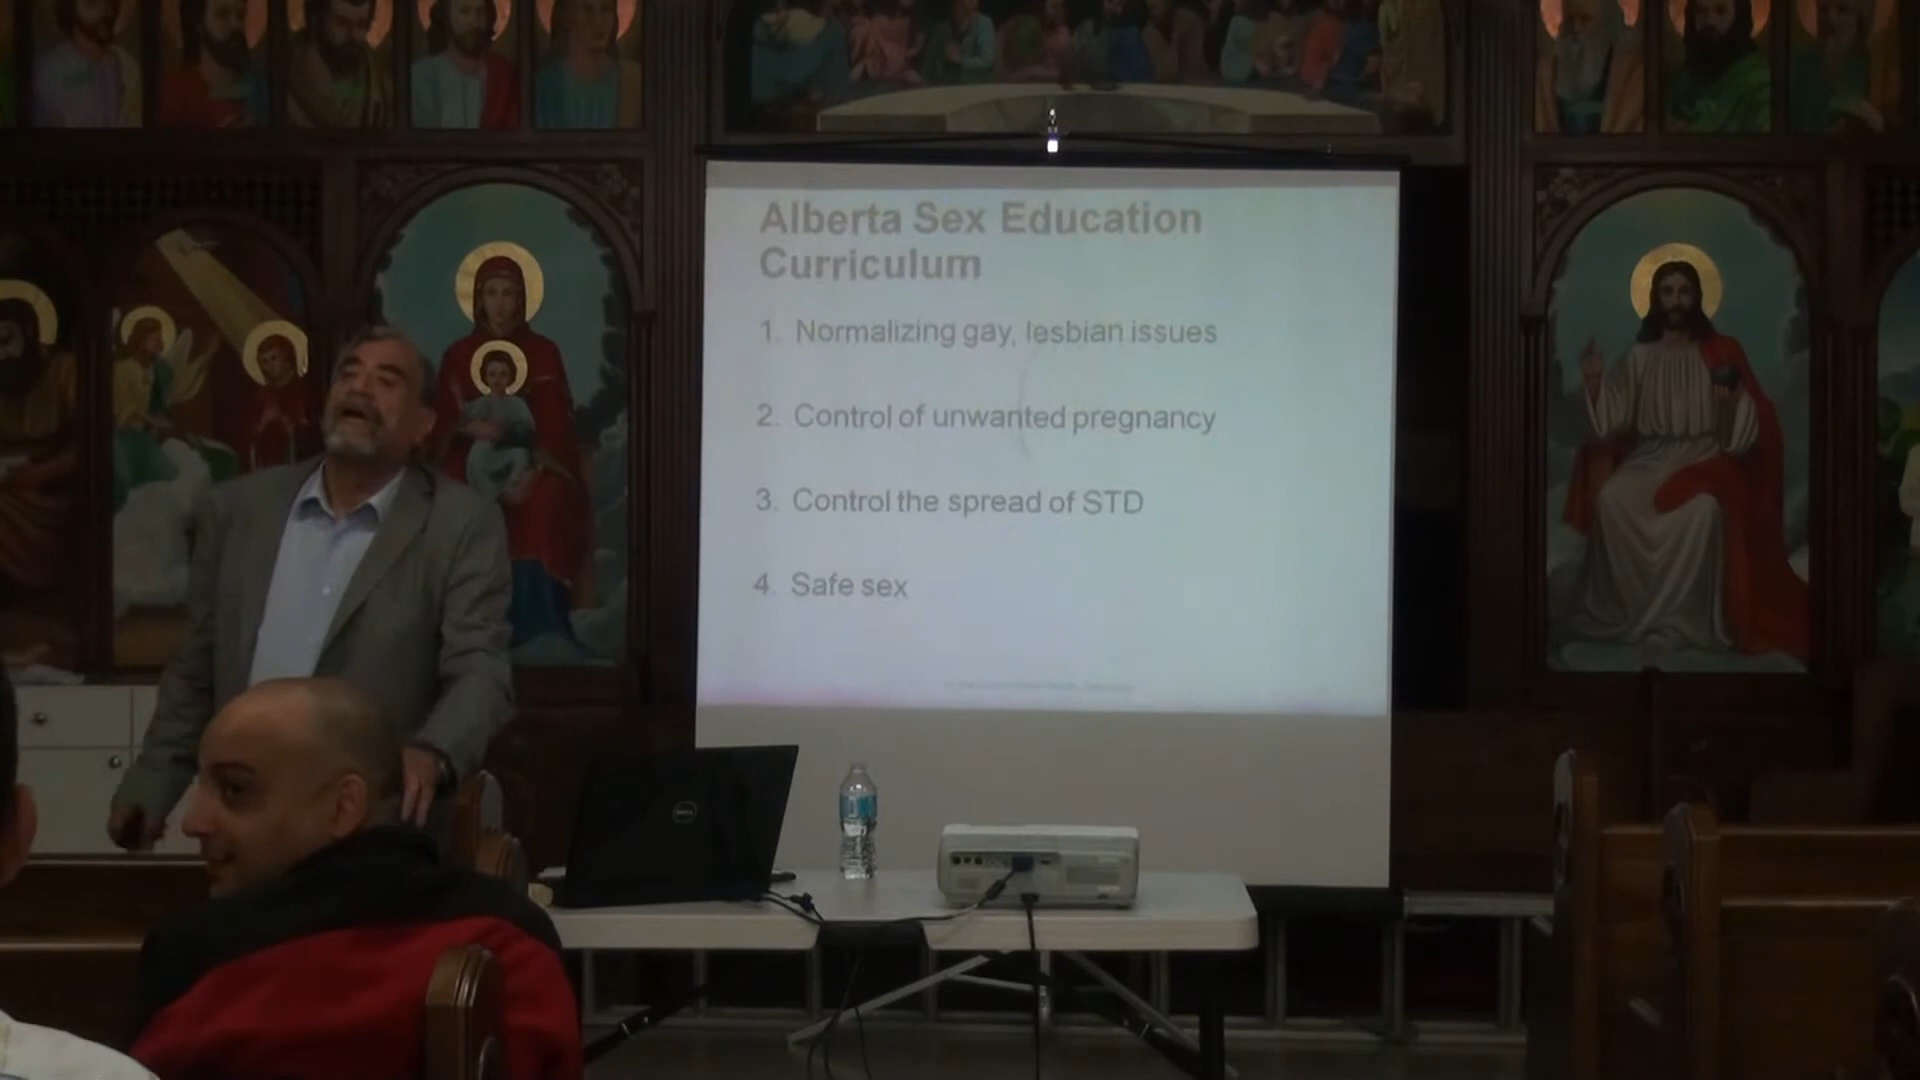 Alberta Sex Education
Curriculum
1. Normalizing gay, lesbian issues
2. Control of unwanted pregnancy
3. Control the spread of STD
4. Safe sex
DELL